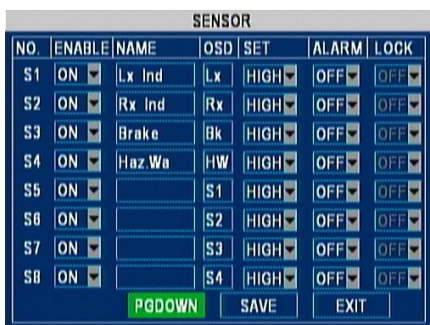 SENSOR
NO. ENABLE NAME OSD SET ALARM LOCK
S1 ON Lx Ind Lx HIGH OFF OFF
S2 ON Rx Ind Rx HIGH OFF OFF
S3 ON Brake Bk HIGH OFF OFF
S4 ON Haz.Wa HW HIGH OFF OFF
S5 ON S1 HIGH OFF OFF
S6 ON S2 HIGH OFF OFF
S7 ON S3 HIGH OFF OFF
S8 ON S4 HIGH OFF OFF
PGDOWN SAVE EXIT